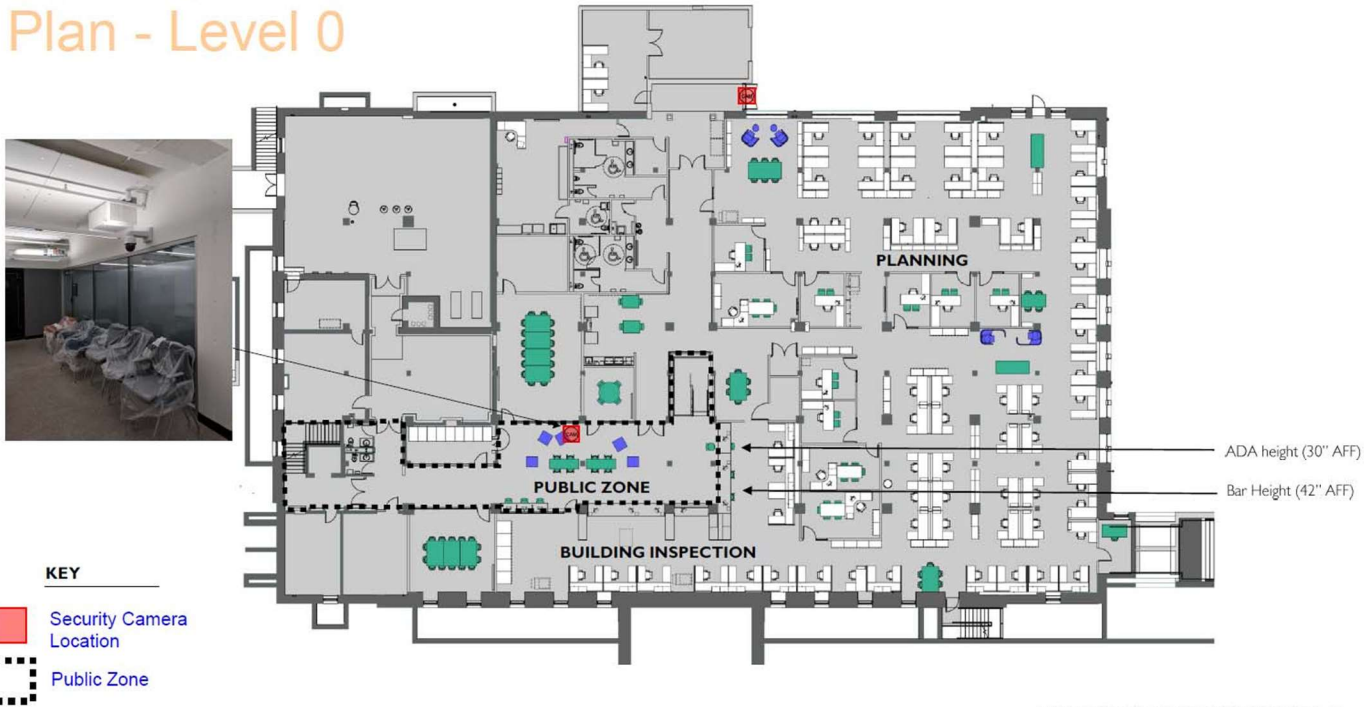 Plan - Level 0
PLANNING
PUBLIC ZONE
BUILDING INSPECTION
ADA height (30" AFF)
Bar Height (42" AFF)
KEY
Security Camera
Location
Public Zone